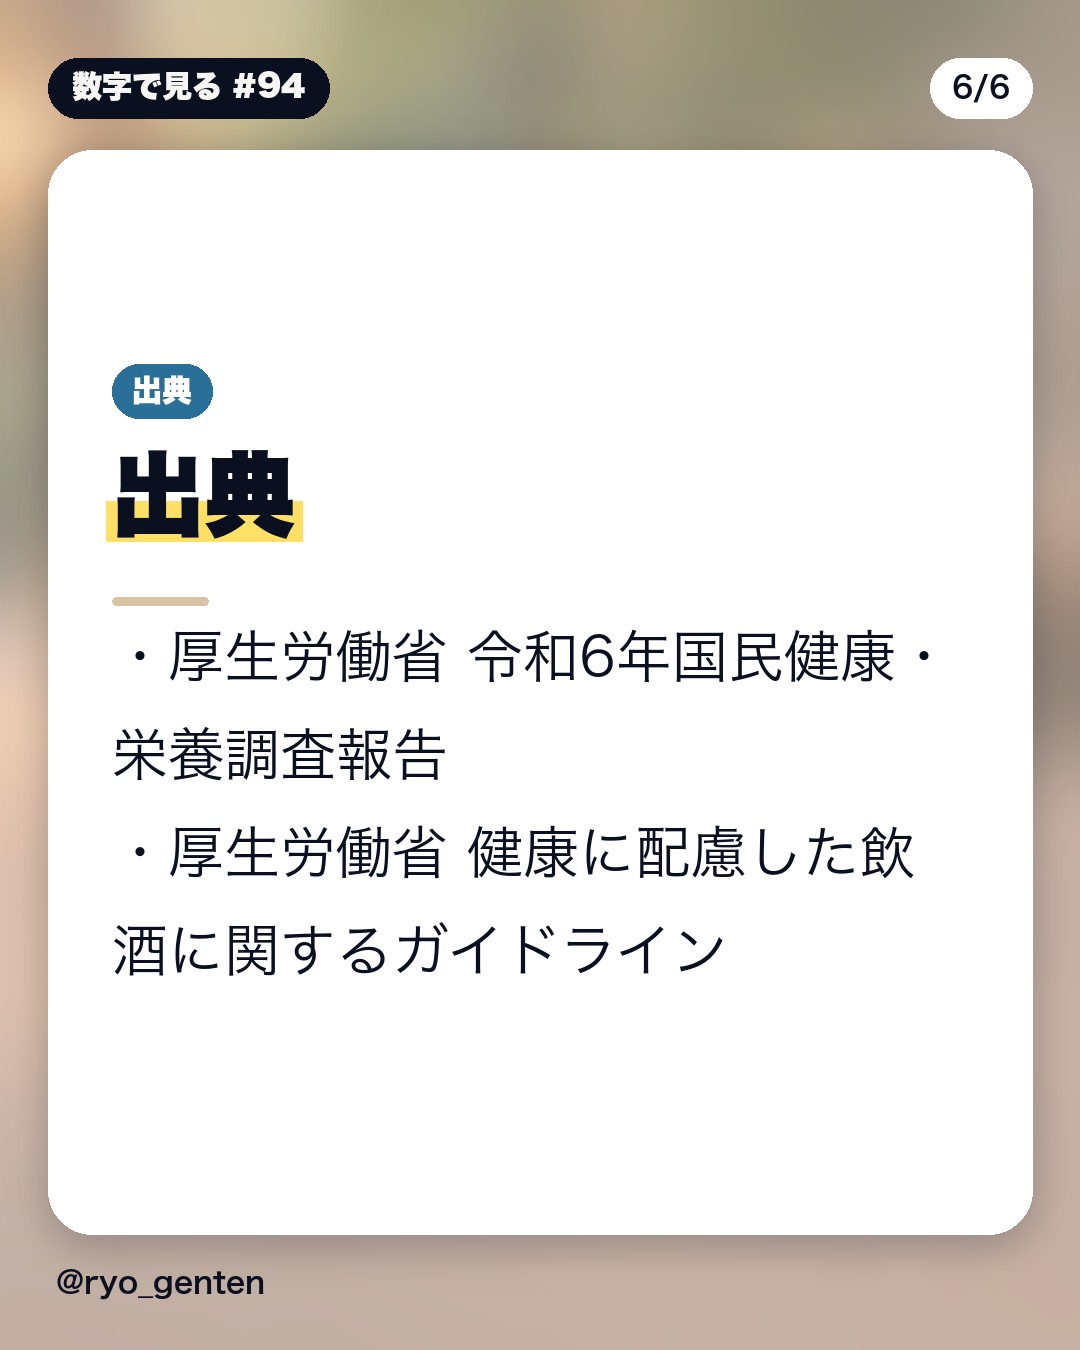 数字で見る #94
6/6
出典
出典
・厚生労働省 令和6年国民健康・
栄養調査報告
・厚生労働省 健康に配慮した飲
酒に関するガイドライン
@ryo_genten